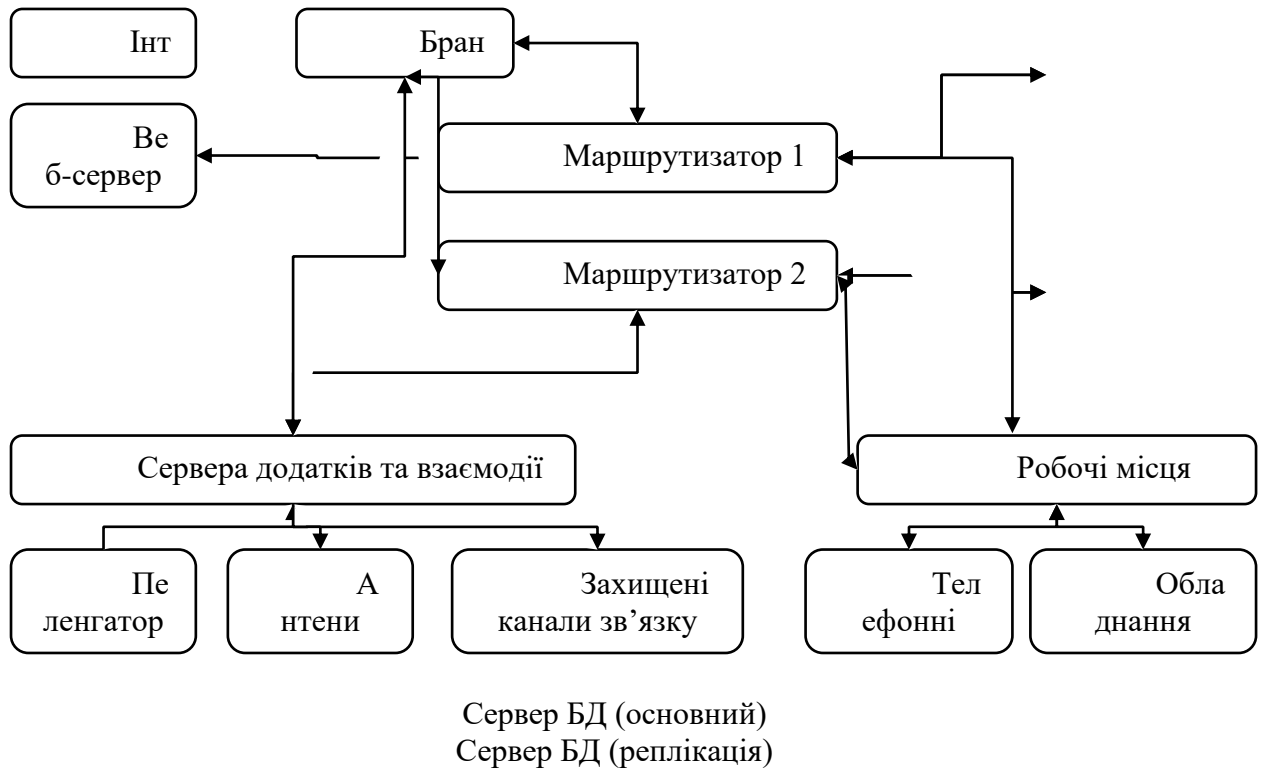 Інт
Бран
Ве
б-сервер
Маршрутизатор 1
Маршрутизатор 2
Сервера додатків та взаємодії
Робочі місця
Пе
ленгатор
А
нтени
Захищені
канали зв’язку
Тел
ефонні
Обла
днання
Сервер БД (основний)
Сервер БД (реплікація)